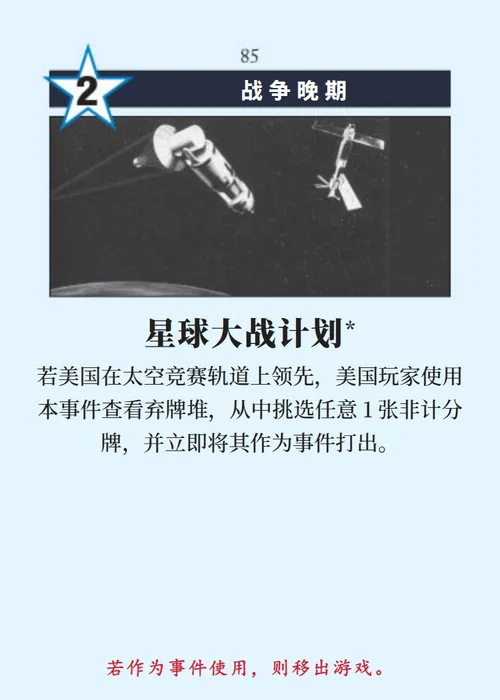 85
2
战争晚期
星球大战计划*
若美国在太空竞赛轨道上领先，美国玩家使用
本事件查看弃牌堆，从中挑选任意 1 张非计分
牌，并立即将其作为事件打出。
若作为事件使用，则移出游戏。